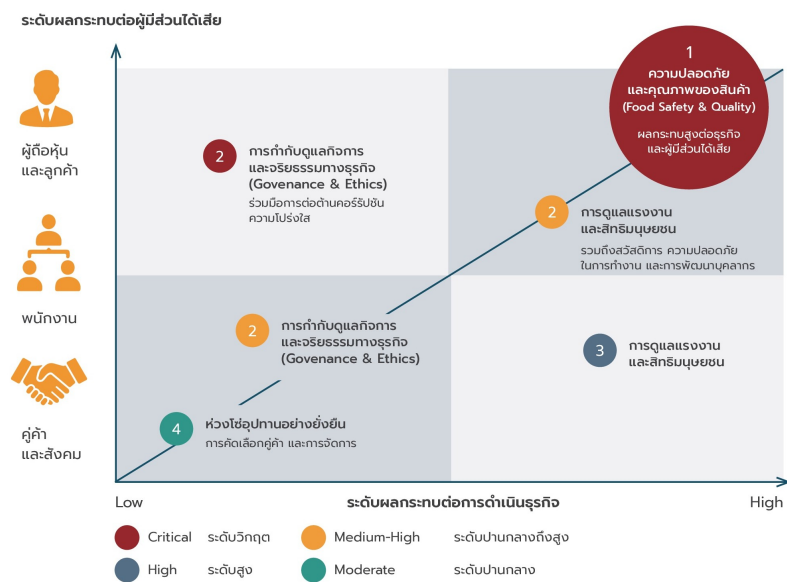 ระดับผลกระทบต่อผู้มีส่วนได้เสีย
ผู้ถือหุ้น
และลูกค้า
พนักงาน
คู่ค้า
และสังคม
1
ความปลอดภัย
และคุณภาพของสินค้า
(Food Safety & Quality)
ผลกระทบสูงต่อธุรกิจ
และผู้มีส่วนได้เสีย
2
การกำกับดูแลกิจการ
และจริยธรรมทางธุรกิจ
(Govenance & Ethics)
ร่วมมือการต่อต้านคอร์รัปชัน
ความโปร่งใส
2
การดูแลแรงงาน
และสิทธิมนุษยชน
รวมถึงสวัสดิการ ความปลอดภัย
ในการทำงาน และการพัฒนาบุคลากร
2
การกำกับดูแลกิจการ
และจริยธรรมทางธุรกิจ
(Govenance & Ethics)
3
การดูแลแรงงาน
และสิทธิมนุษยชน
4
ห่วงโซ่อุปทานอย่างยั่งยืน
การคัดเลือกคู่ค้า และการจัดการ
Low
ระดับผลกระทบต่อการดำเนินธุรกิจ
High
Critical ระดับวิกฤต
Medium-High ระดับปานกลางถึงสูง
High ระดับสูง
Moderate ระดับปานกลาง